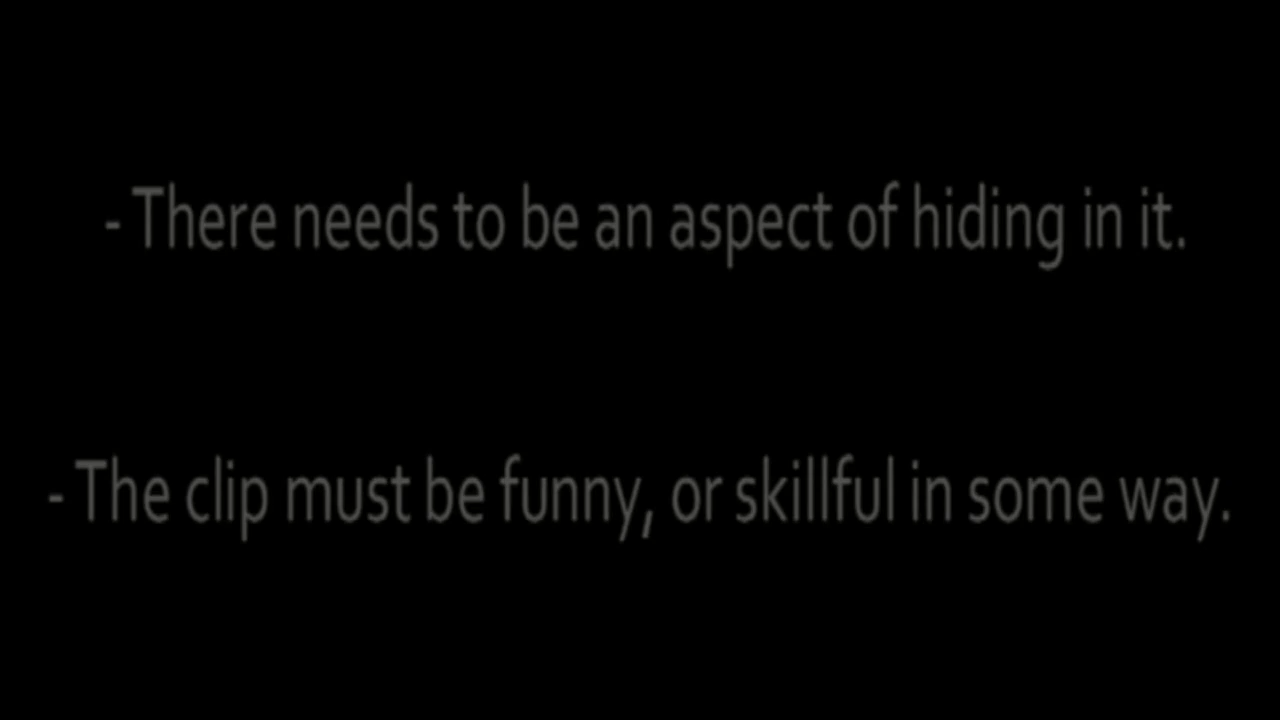 - There needs to be an aspect of hiding in it.
- The clip must be funny, or skillful in some way.